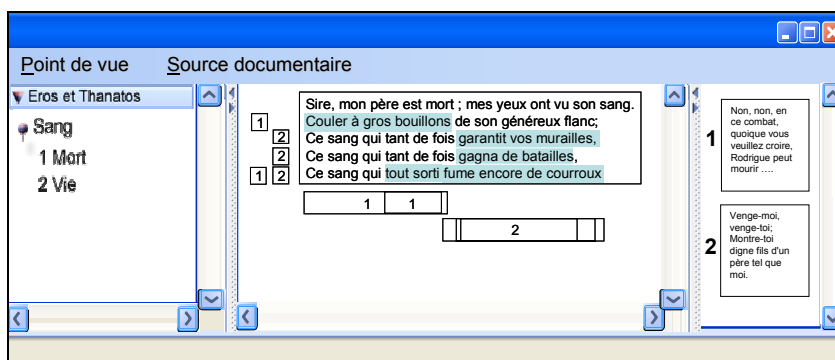 Point de vue Source documentaire
Eros et Thanatos
Sang
1 Mort
2 Vie
Sire, mon père est mort ; mes yeux ont vu son sang.
1 Couler à gros bouillons de son généreux flanc;
2 Ce sang qui tant de fois garantit vos murailles,
2 Ce sang qui tant de fois gagna de batailles,
1 2 Ce sang qui tout sorti fume encore de courroux
1 1
2
1
Non, non, en
ce combat,
quoique vous
veuillez croire,
Rodrigue peut
mourir ….
2
Venge-moi,
venge-toi;
Montre-toi
digne fils d'un
père tel que
moi.